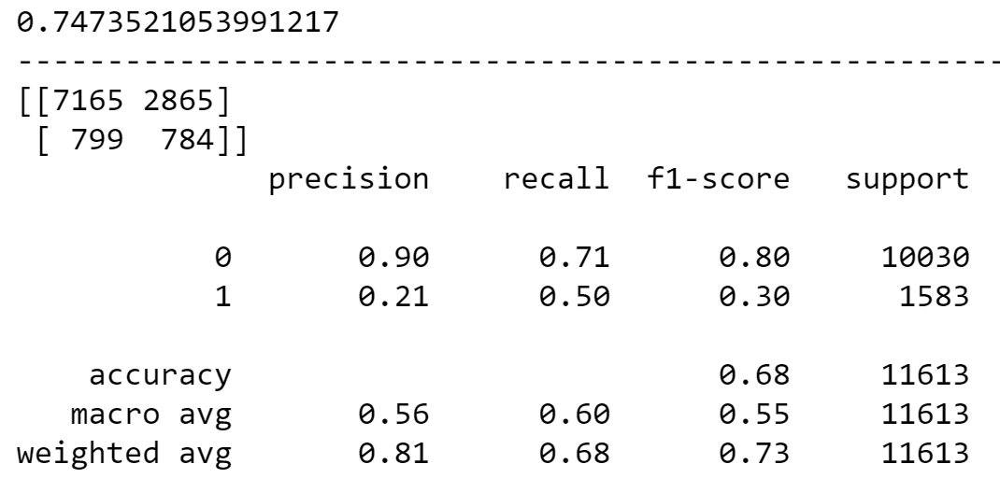 0.7473521053991217
-------------------------------------------------------
[[7165 2865]
 [ 799  784]]
              precision    recall  f1-score   support

           0       0.90      0.71      0.80     10030
           1       0.21      0.50      0.30      1583

    accuracy                           0.68     11613
   macro avg       0.56      0.60      0.55     11613
weighted avg       0.81      0.68      0.73     11613